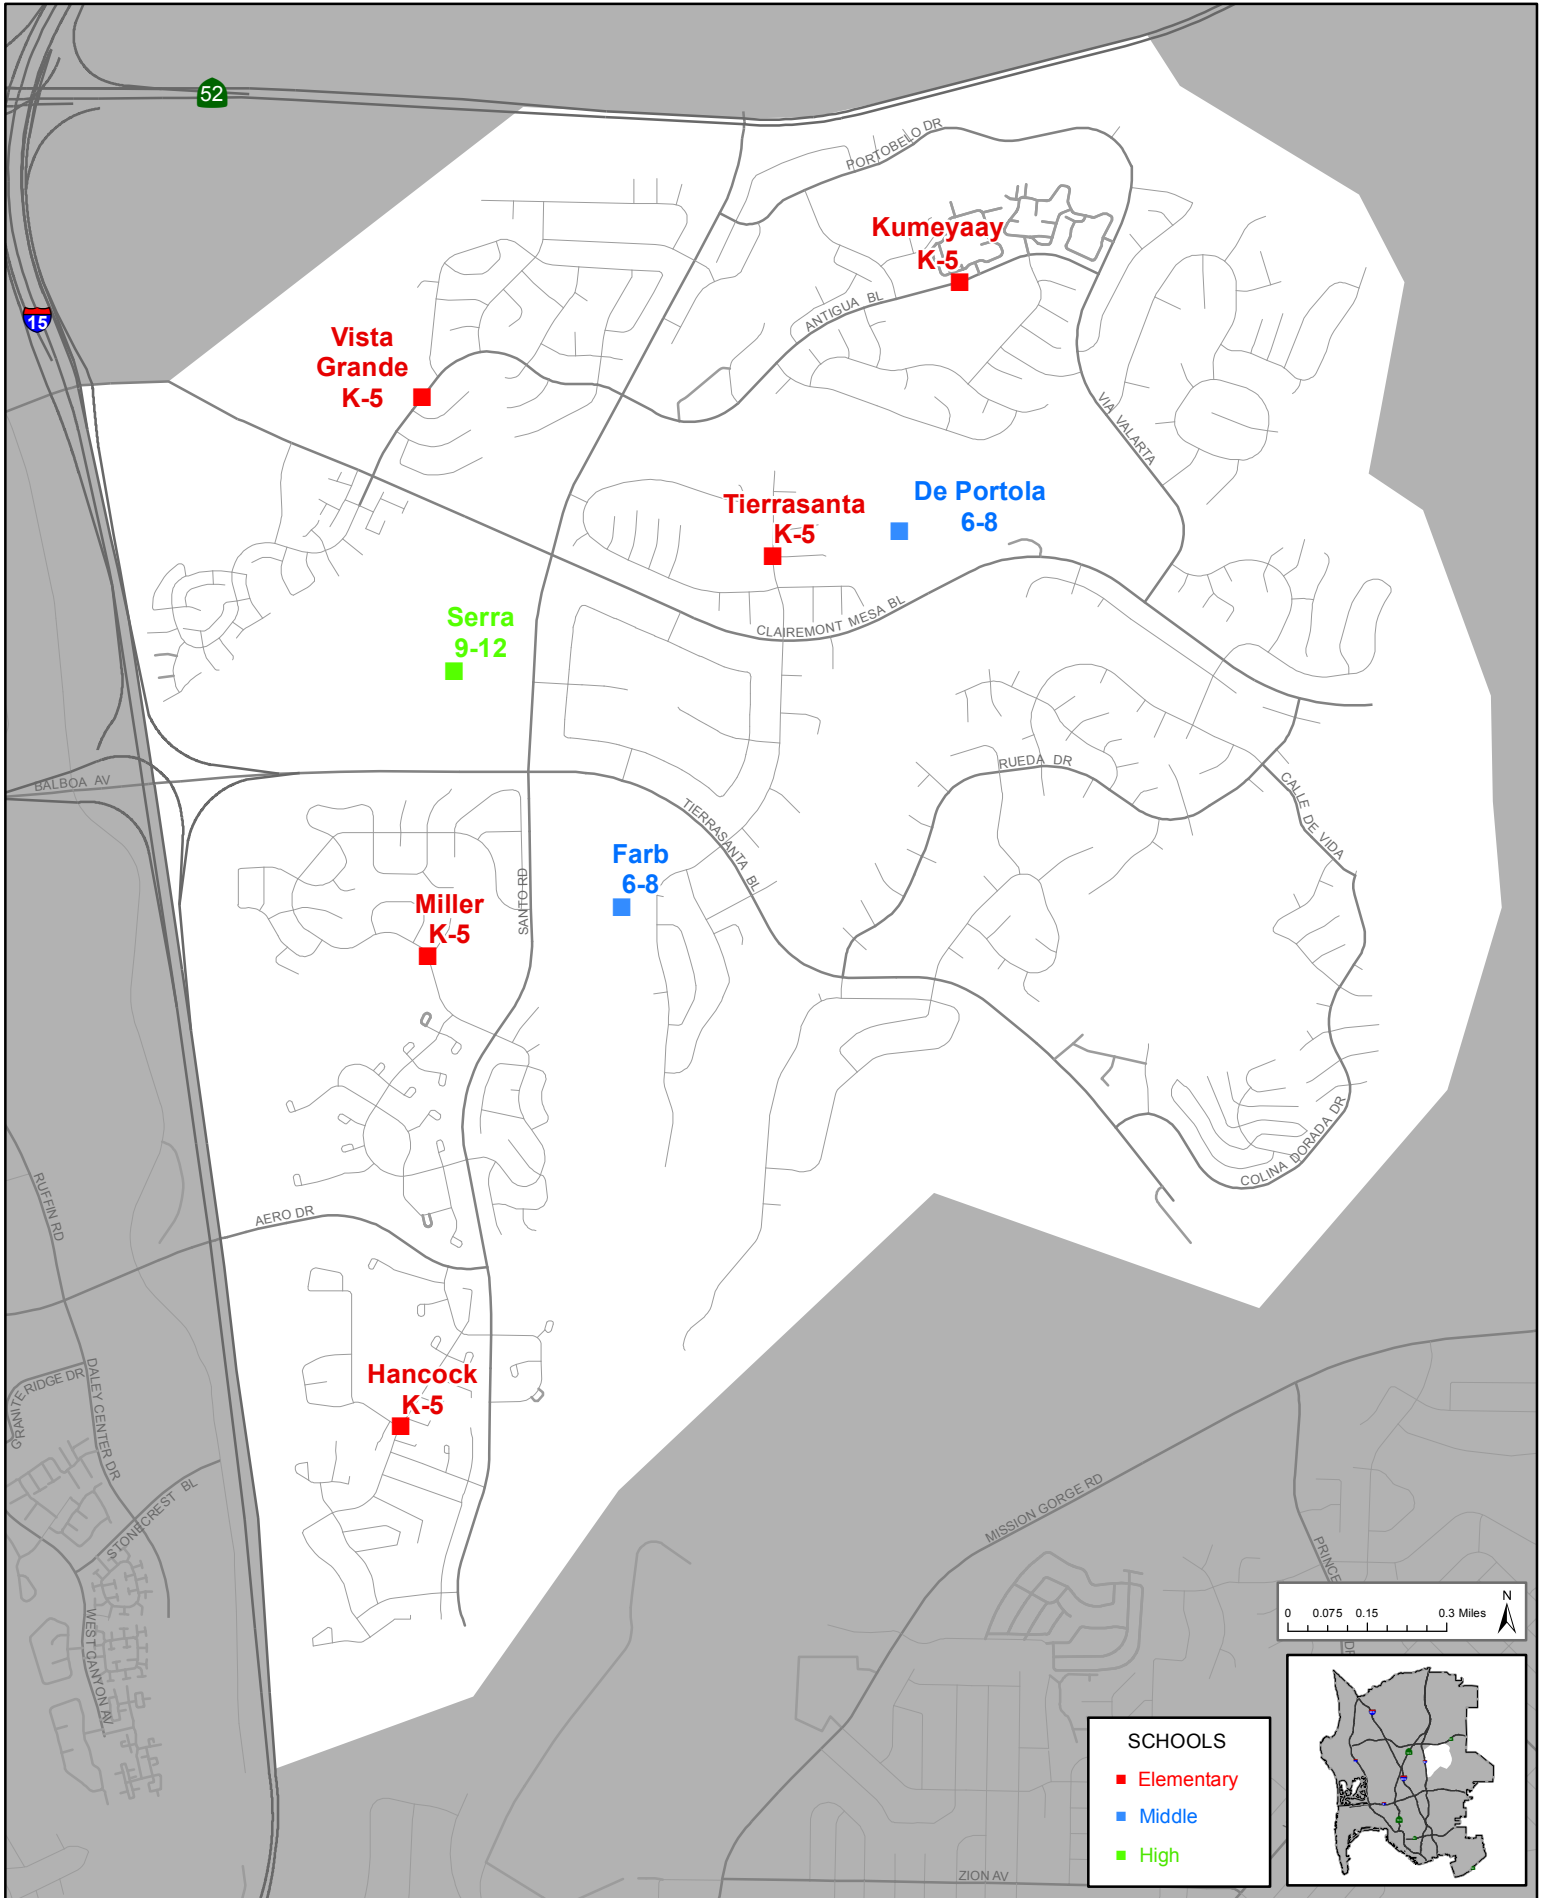 52
PORTOBELO DR
Kumeyaay
K-5
15
ANTIGUA BL
Vista
Grande
K-5
VIA VALARTA
De Portola
6-8
Tierrasanta
K-5
CLAIREMONT MESA BL
Serra
9-12
RUEDA DR
BALBOA AV
CALLE DE VIDA
TIERRASANTA BL
Farb
6-8
SANTO RD
Miller
K-5
COLINA DORADA DR
RUFFIN RD
AERO DR
Hancock
K-5
GRANITE RIDGE DR
DALEY CENTER DR
STONECREST BL
MISSION GORGE RD
PRINCE
DR
WEST CANYON AV
0 0.075 0.15 0.3 Miles
N
SCHOOLS
Elementary
Middle
High
ZION AV